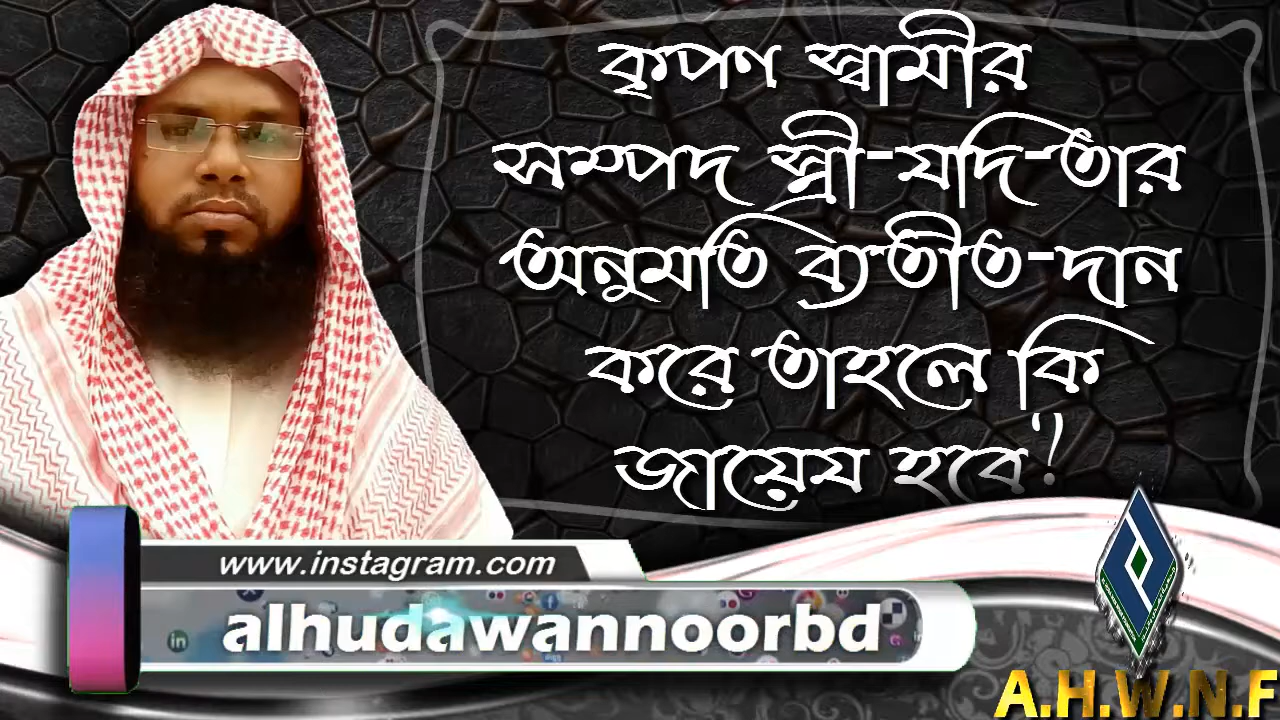 কৃপণ স্বামীর
সম্পদ স্ত্রী-যদি-তার
অনুমতি ব্যতীত-দান
করে তাহলে কি
জায়েয হবে'!
www.instagram.com
alhudawannoorbd
A.H.W.N.F